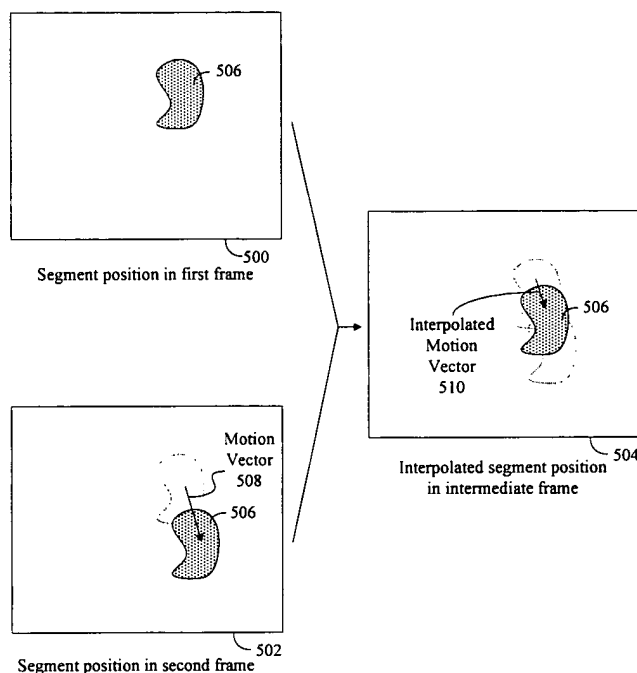 506
500
Segment position in first frame
Motion
Vector
508
506
502
Segment position in second frame
Interpolated
Motion
Vector
510
506
504
Interpolated segment position
in intermediate frame